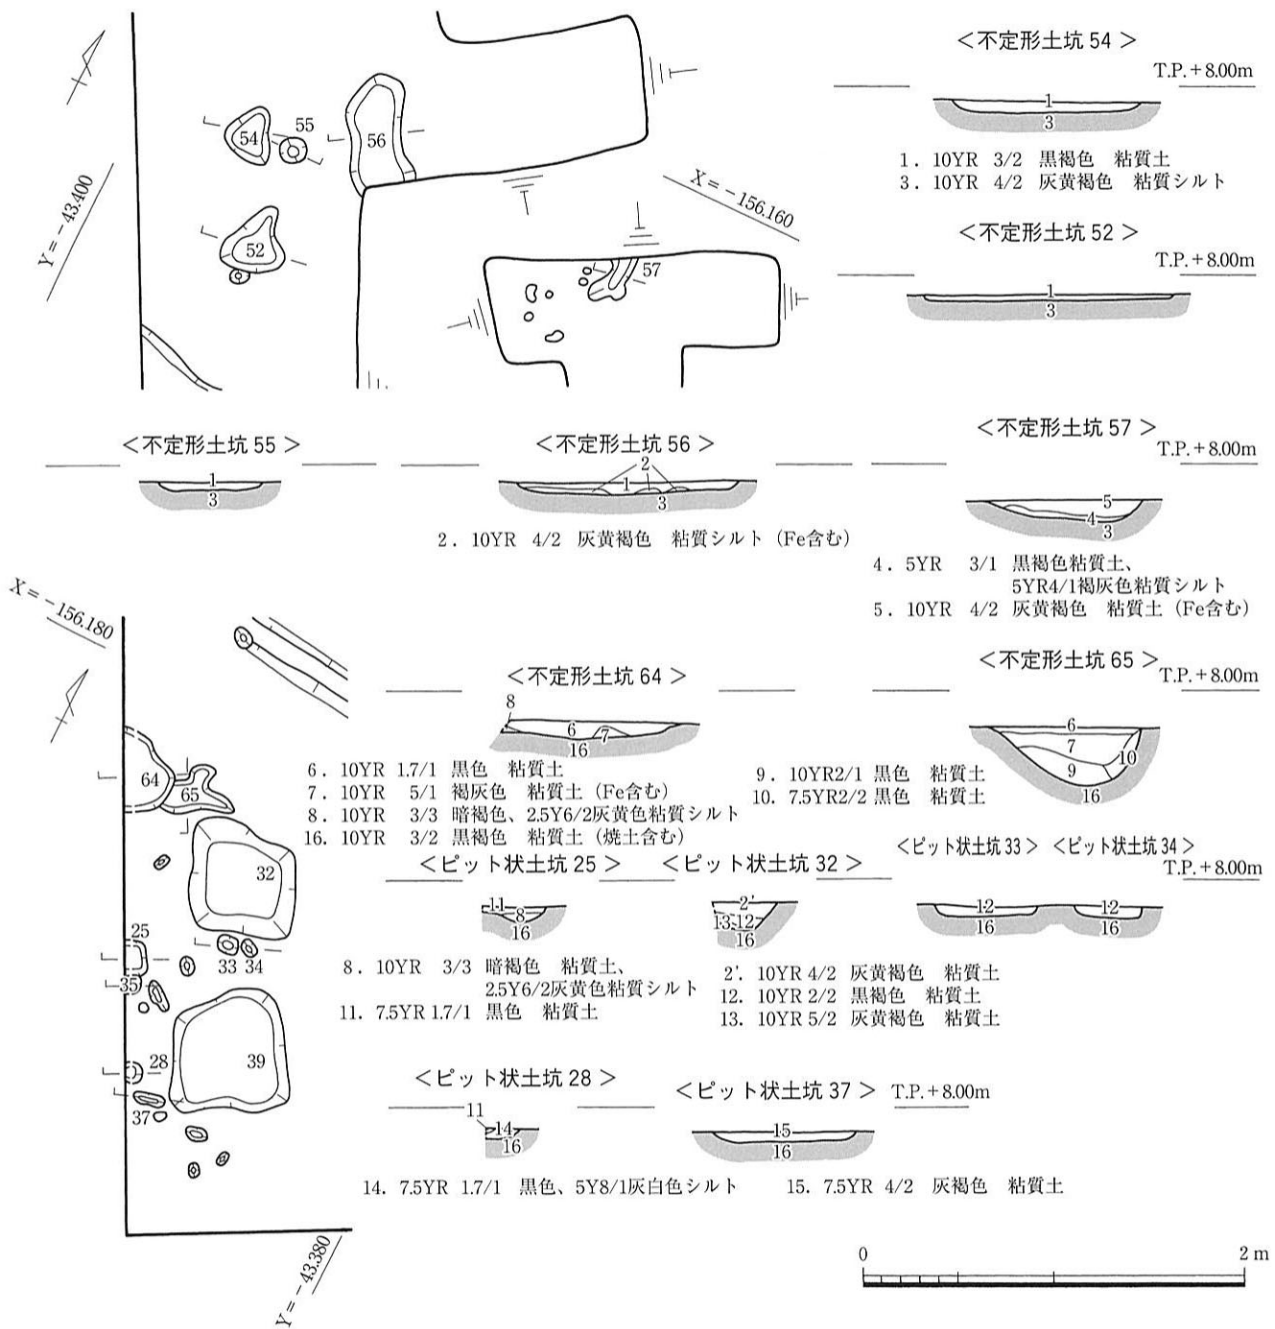 54
55
56
52
57
Y=-43.400
X=-156.160
<不定形土坑 54>
T.P.+8.00m
1
3
1. 10YR 3/2 黒褐色 粘質土
3. 10YR 4/2 灰黄褐色 粘質シルト
<不定形土坑 52>
T.P.+8.00m
1
3
<不定形土坑 55>
1
3
<不定形土坑 56>
2
1
3
2. 10YR 4/2 灰黄褐色 粘質シルト(Fe含む)
<不定形土坑 57>
T.P.+8.00m
5
4
3
4. 5YR 3/1 黒褐色粘質土、
5YR4/1褐灰色粘質シルト
5. 10YR 4/2 灰黄褐色 粘質土(Fe含む)
X=-156.180
64
65
32
25
33 34
35
28
39
37
Y=-43.380
<不定形土坑 64>
8
6
7
16
6. 10YR 1.7/1 黒色 粘質土
7. 10YR 5/1 褐灰色 粘質土(Fe含む)
8. 10YR 3/3 暗褐色、2.5Y6/2灰黄色粘質シルト
16. 10YR 3/2 黒褐色 粘質土(焼土含む)
<不定形土坑 65>
T.P.+8.00m
6
7
10
9
16
9. 10YR2/1 黒色 粘質土
10. 7.5YR2/2 黒色 粘質土
<ピット状土坑 25>
11
8
16
8. 10YR 3/3 暗褐色 粘質土、
2.5Y6/2灰黄色粘質シルト
11. 7.5YR 1.7/1 黒色 粘質土
<ピット状土坑 32>
2'
13 12
16
<ピット状土坑 33> <ピット状土坑 34>
T.P.+8.00m
12 12
16 16
2'. 10YR 4/2 灰黄褐色 粘質土
12. 10YR 2/2 黒褐色 粘質土
13. 10YR 5/2 灰黄褐色 粘質土
<ピット状土坑 28>
11
14
16
<ピット状土坑 37> T.P.+8.00m
15
16
14. 7.5YR 1.7/1 黒色、5Y8/1灰白色シルト
15. 7.5YR 4/2 灰褐色 粘質土
0 2 m